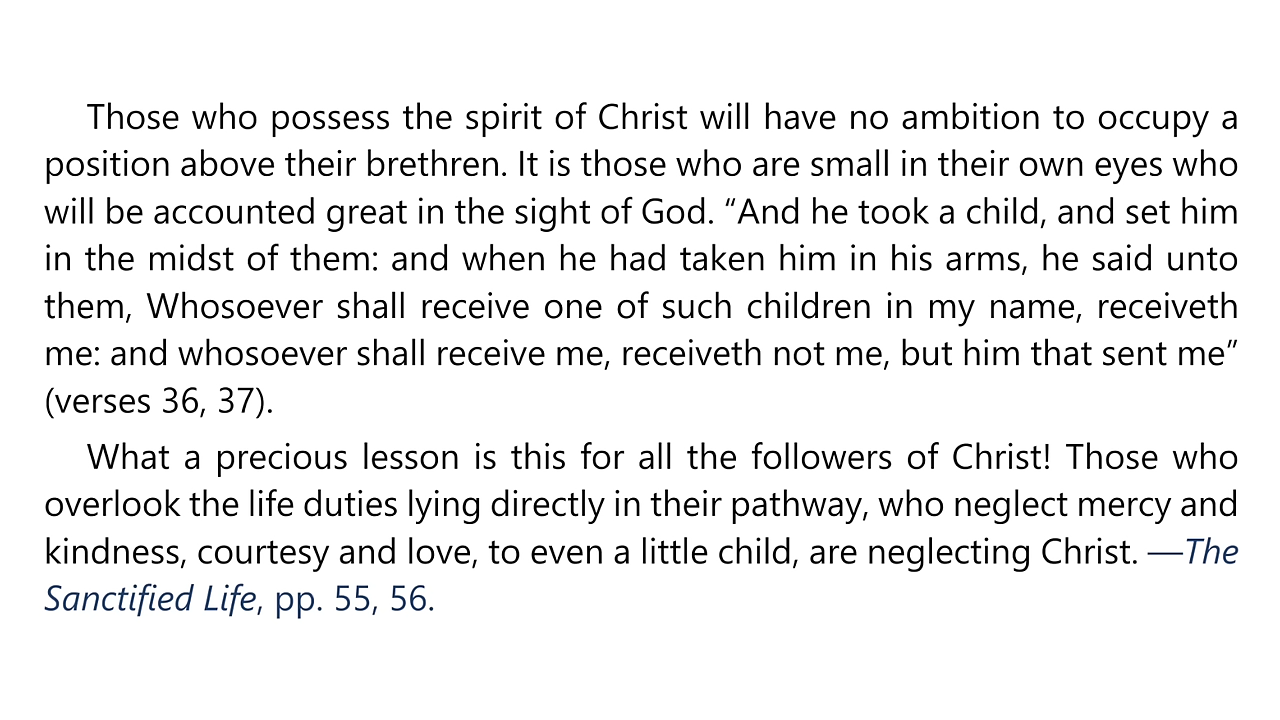 Those who possess the spirit of Christ will have no ambition to occupy a
position above their brethren. It is those who are small in their own eyes who
will be accounted great in the sight of God. “And he took a child, and set him
in the midst of them: and when he had taken him in his arms, he said unto
them, Whosoever shall receive one of such children in my name, receiveth
me: and whosoever shall receive me, receiveth not me, but him that sent me”
(verses 36, 37).
What a precious lesson is this for all the followers of Christ! Those who
overlook the life duties lying directly in their pathway, who neglect mercy and
kindness, courtesy and love, to even a little child, are neglecting Christ. —The
Sanctified Life, pp. 55, 56.